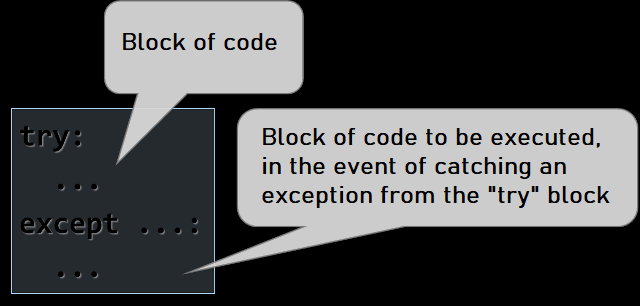 Block of code
try:
...
except ...:
...
Block of code to be executed,
in the event of catching an
exception from the "try" block